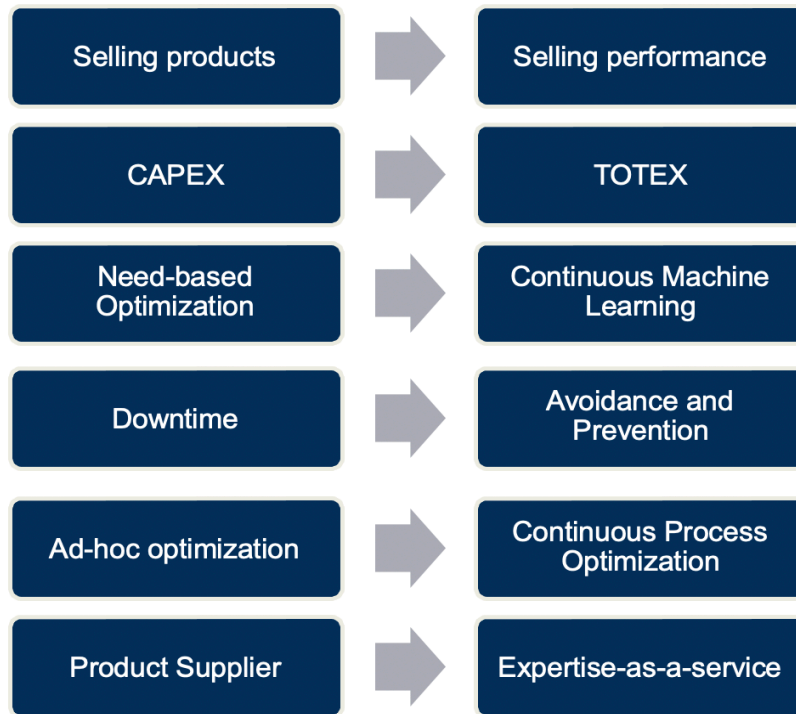 Selling products
Selling performance
CAPEX
TOTEX
Need-based
Optimization
Continuous Machine
Learning
Downtime
Avoidance and
Prevention
Ad-hoc optimization
Continuous Process
Optimization
Product Supplier
Expertise-as-a-service